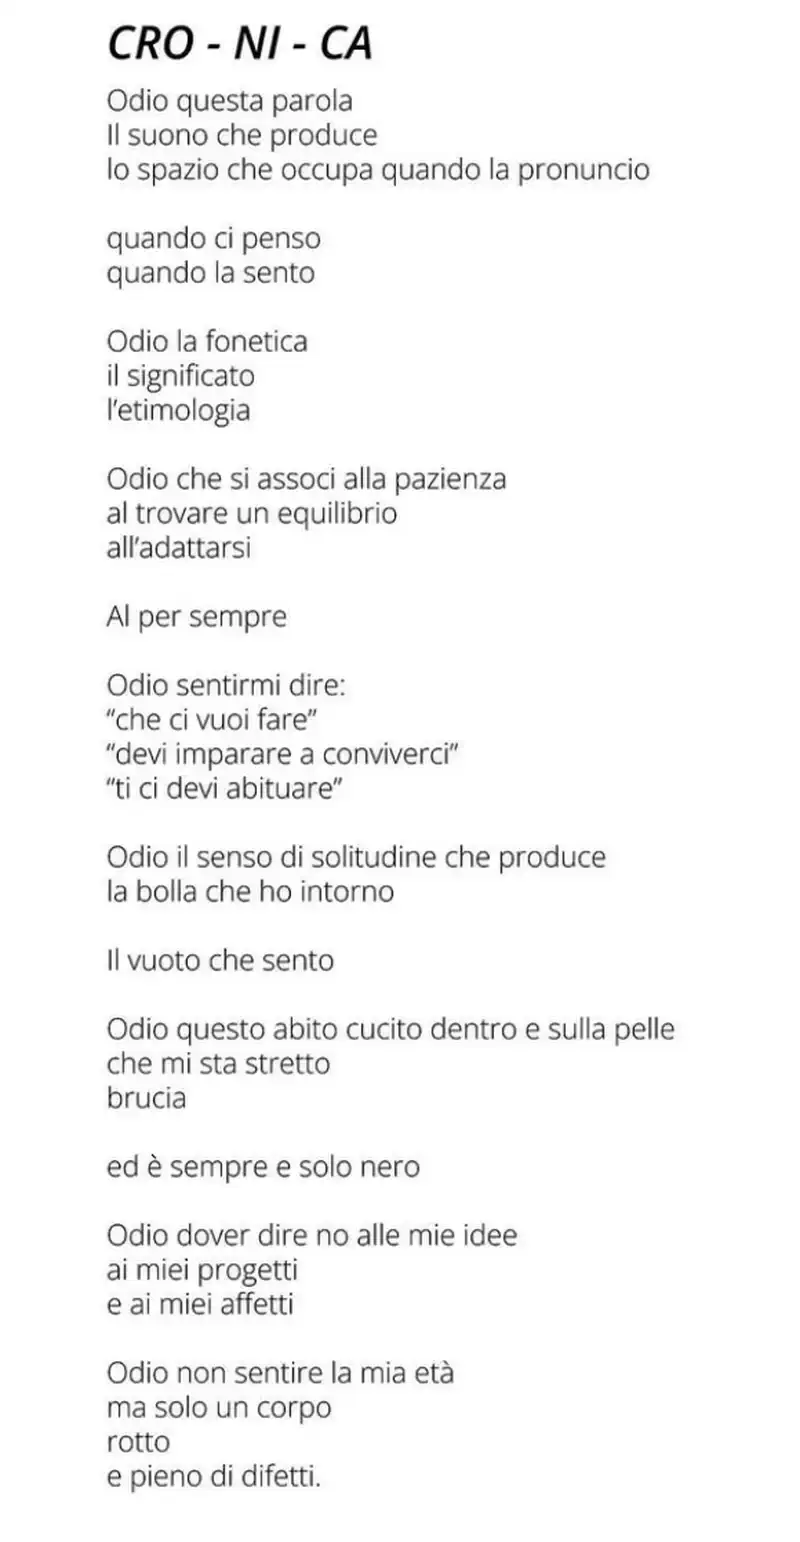 CRO - NI - CA
Odio questa parola
Il suono che produce
lo spazio che occupa quando la pronuncio
quando ci penso
quando la sento
Odio la fonetica
il significato
l’etimologia
Odio che si associ alla pazienza
al trovare un equilibrio
all’adattarsi
Al per sempre
Odio sentirmi dire:
“che ci vuoi fare”
“devi imparare a conviverci”
“ti ci devi abituare”
Odio il senso di solitudine che produce
la bolla che ho intorno
Il vuoto che sento
Odio questo abito cucito dentro e sulla pelle
che mi sta stretto
brucia
ed è sempre e solo nero
Odio dover dire no alle mie idee
ai miei progetti
e ai miei affetti
Odio non sentire la mia età
ma solo un corpo
rotto
e pieno di difetti.